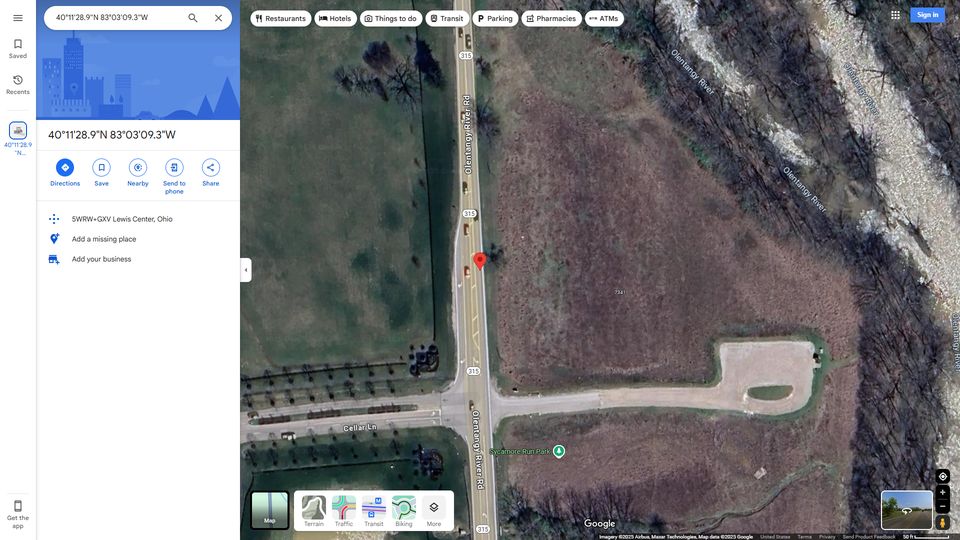 40°11'28.9"N 83°03'09.3"W
Restaurants
Hotels
Things to do
Transit
Parking
Pharmacies
ATMs
Sign in
Saved
Recents
40°11'28.9
"N...
40°11'28.9"N 83°03'09.3"W
Directions
Save
Nearby
Send to
phone
Share
5WRW+GXV Lewis Center, Ohio
Add a missing place
Add your business
Get the
app
315
Olentangy River Rd
315
315
Olentangy River Rd
315
Cellar Ln
Sycamore Run Park
7341
Olentangy River
Olentangy River
Olentangy River
Olentangy River
Map
Terrain
Traffic
Transit
Biking
More
Google
Imagery ©2025 Airbus, Maxar Technologies, Map data ©2025 Google
United States
Terms
Privacy
Send Product Feedback
50 ft